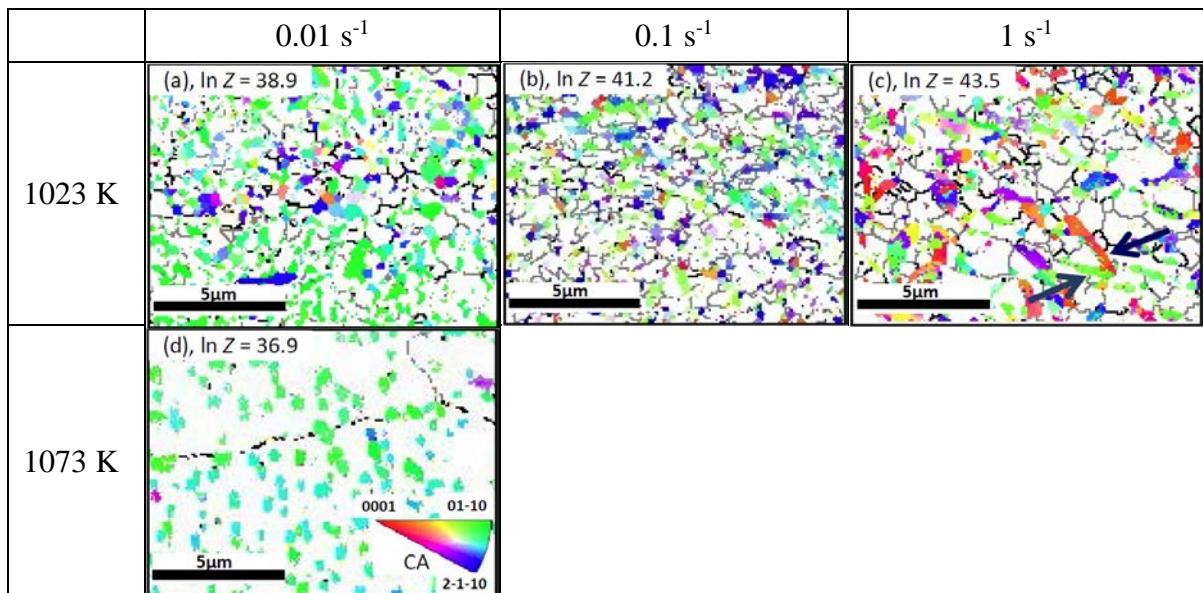 0.01 s-1
0.1 s-1
1 s-1
1023 K
(a), ln Z = 38.9
5μm
(b), ln Z = 41.2
5μm
(c), ln Z = 43.5
5μm
1073 K
(d), ln Z = 36.9
5μm
0001
01-10
CA
2-1-10